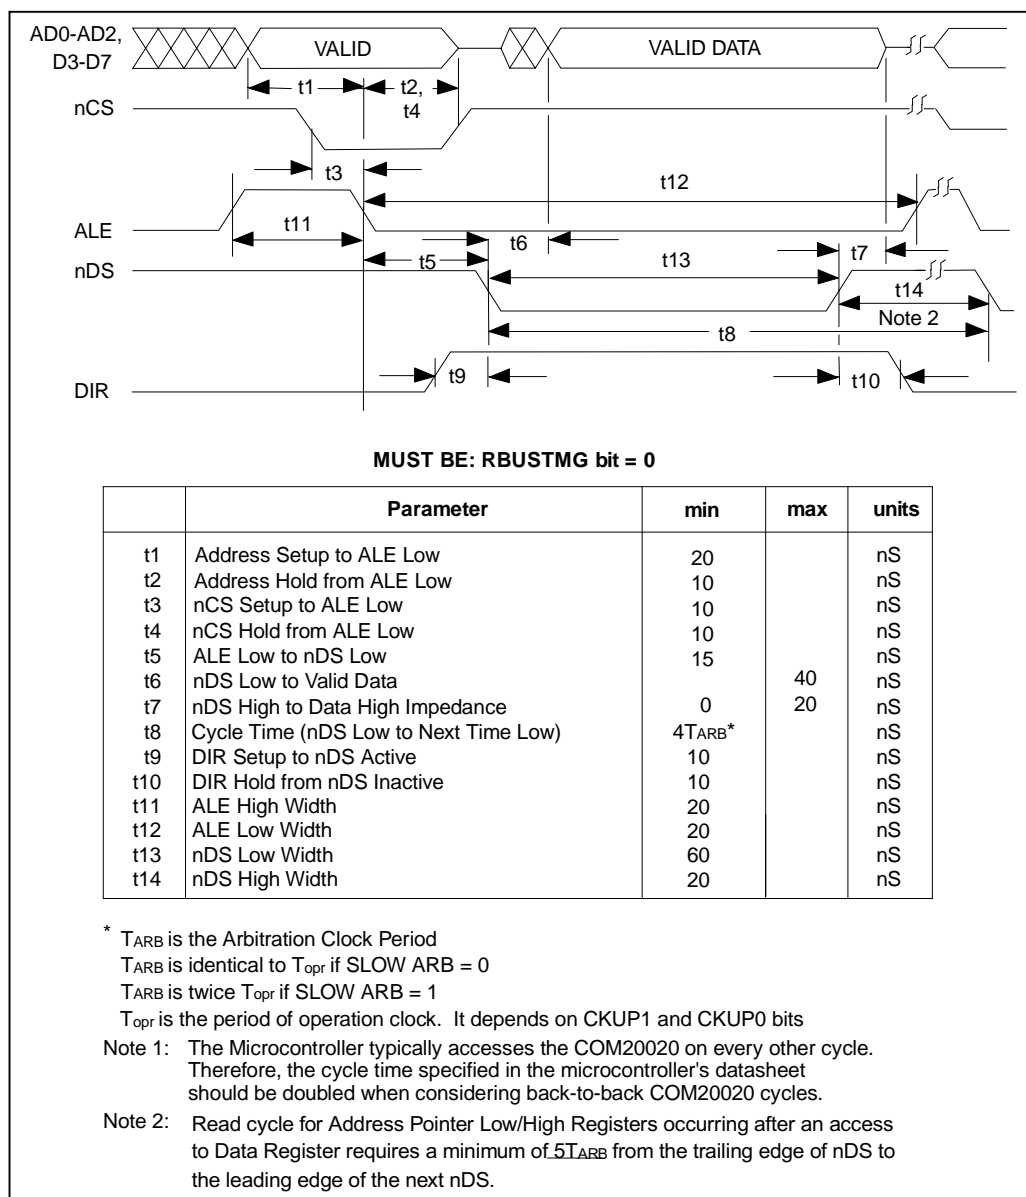 AD0-AD2,
D3-D7
VALID
VALID DATA
t1
t2,
t4
nCS
t3
t12
ALE
t11
t6
t7
t5
t13
nDS
t14
Note 2
t8
t9
t10
DIR
MUST BE: RBUSTMG bit = 0
Parameter min max units
t1 Address Setup to ALE Low 20 nS
t2 Address Hold from ALE Low 10 nS
t3 nCS Setup to ALE Low 10 nS
t4 nCS Hold from ALE Low 10 nS
t5 ALE Low to nDS Low 15 nS
t6 nDS Low to Valid Data 40 nS
t7 nDS High to Data High Impedance 0 20 nS
t8 Cycle Time (nDS Low to Next Time Low) 4TARB* nS
t9 DIR Setup to nDS Active 10 nS
t10 DIR Hold from nDS Inactive 10 nS
t11 ALE High Width 20 nS
t12 ALE Low Width 20 nS
t13 nDS Low Width 60 nS
t14 nDS High Width 20 nS
* TARB is the Arbitration Clock Period
TARB is identical to Topr if SLOW ARB = 0
TARB is twice Topr if SLOW ARB = 1
Topr is the period of operation clock. It depends on CKUP1 and CKUP0 bits
Note 1: The Microcontroller typically accesses the COM20020 on every other cycle.
Therefore, the cycle time specified in the microcontroller's datasheet
should be doubled when considering back-to-back COM20020 cycles.
Note 2: Read cycle for Address Pointer Low/High Registers occurring after an access
to Data Register requires a minimum of 5TARB from the trailing edge of nDS to
the leading edge of the next nDS.